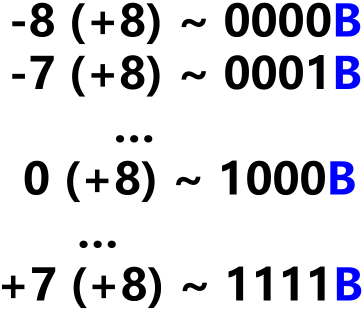 -8 (+8) ~ 0000B
-7 (+8) ~ 0001B
...
0 (+8) ~ 1000B
...
+7 (+8) ~ 1111B